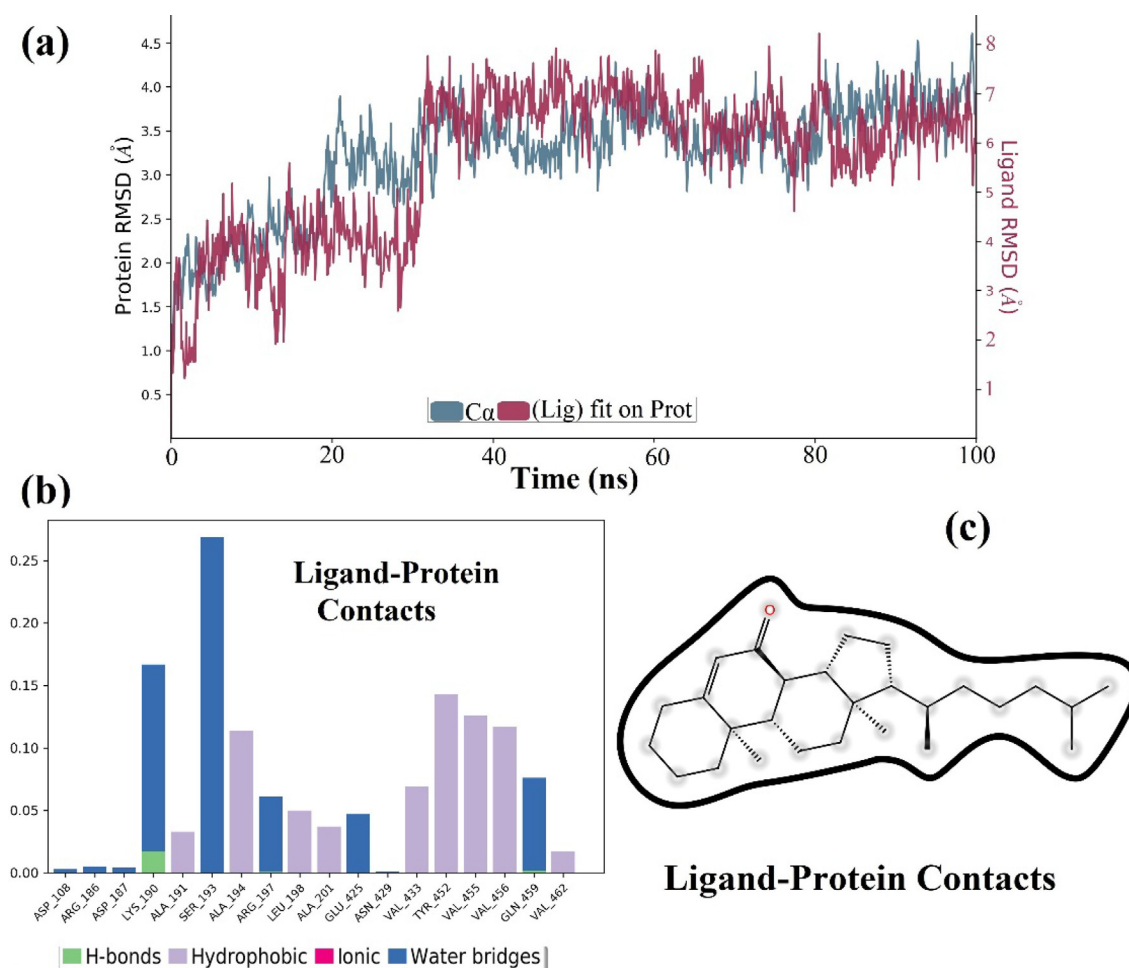 (a)
4.5
4.0
3.5
3.0
2.5
2.0
1.5
1.0
0.5
Protein RMSD (Å)
8
7
6
5
4
3
2
1
Ligand RMSD (Å)
Cα (Lig) fit on Prot
0 20 40 60 80 100
Time (ns)
(b)
0.25
0.20
0.15
0.10
0.05
0.00
Ligand-Protein
Contacts
ASP_108
ARG_186
ASP_187
LYS_190
ALA_191
SER_193
ALA_194
ARG_197
LEU_198
ALA_201
GLU_425
ASN_429
VAL_433
TYR_452
VAL_455
VAL_456
GLN_459
VAL_462
H-bonds Hydrophobic Ionic Water bridges
(c)
O
Ligand-Protein Contacts